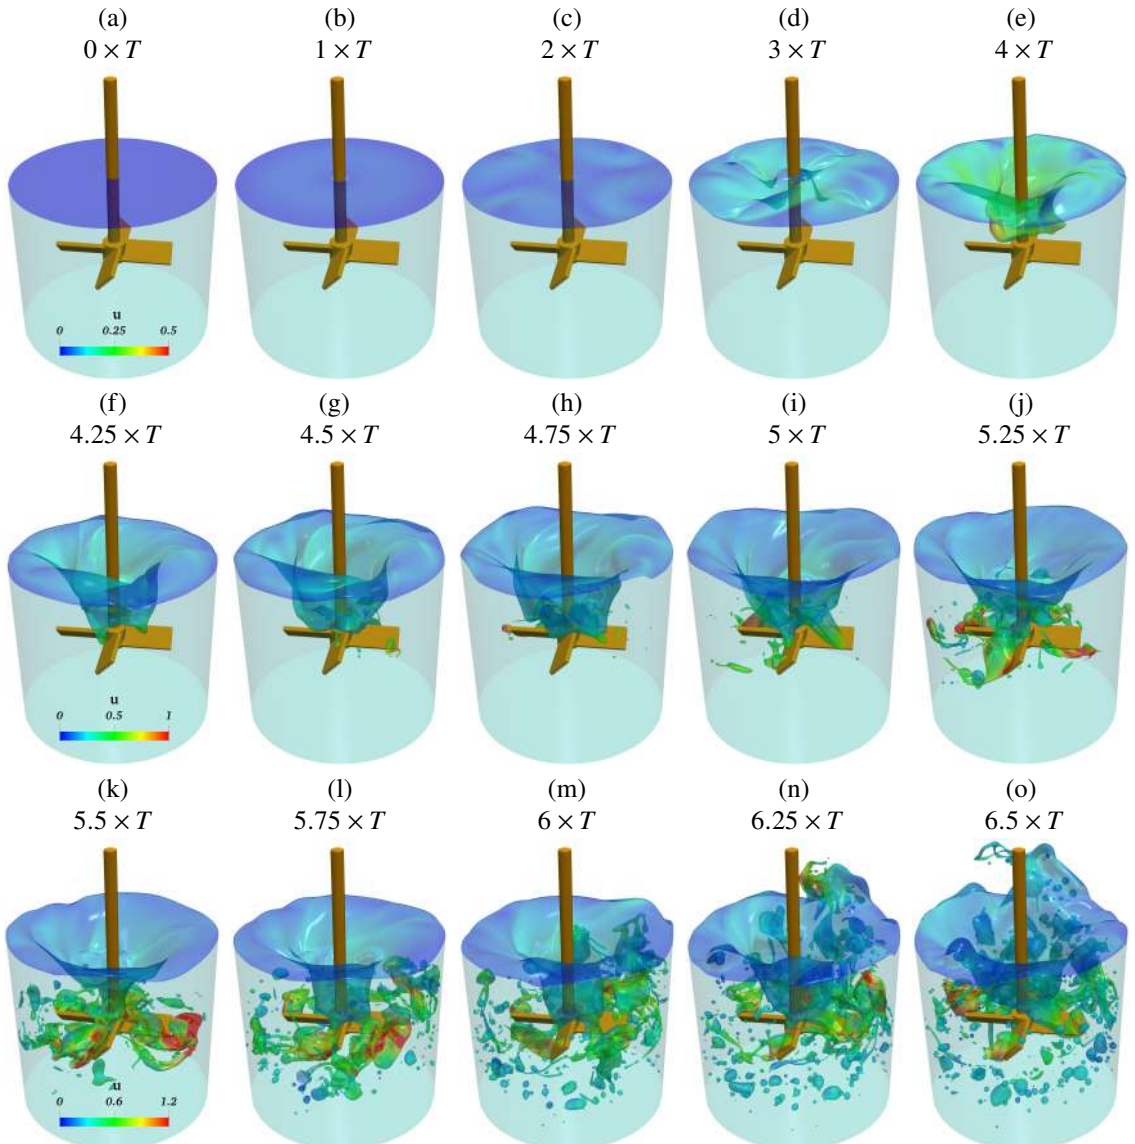 (a) (b) (c) (d) (e)
0 × T 1 × T 2 × T 3 × T 4 × T
u
0 0.25 0.5
(f) (g) (h) (i) (j)
4.25 × T 4.5 × T 4.75 × T 5 × T 5.25 × T
u
0 0.5 1
(k) (l) (m) (n) (o)
5.5 × T 5.75 × T 6 × T 6.25 × T 6.5 × T
u
0 0.6 1.2